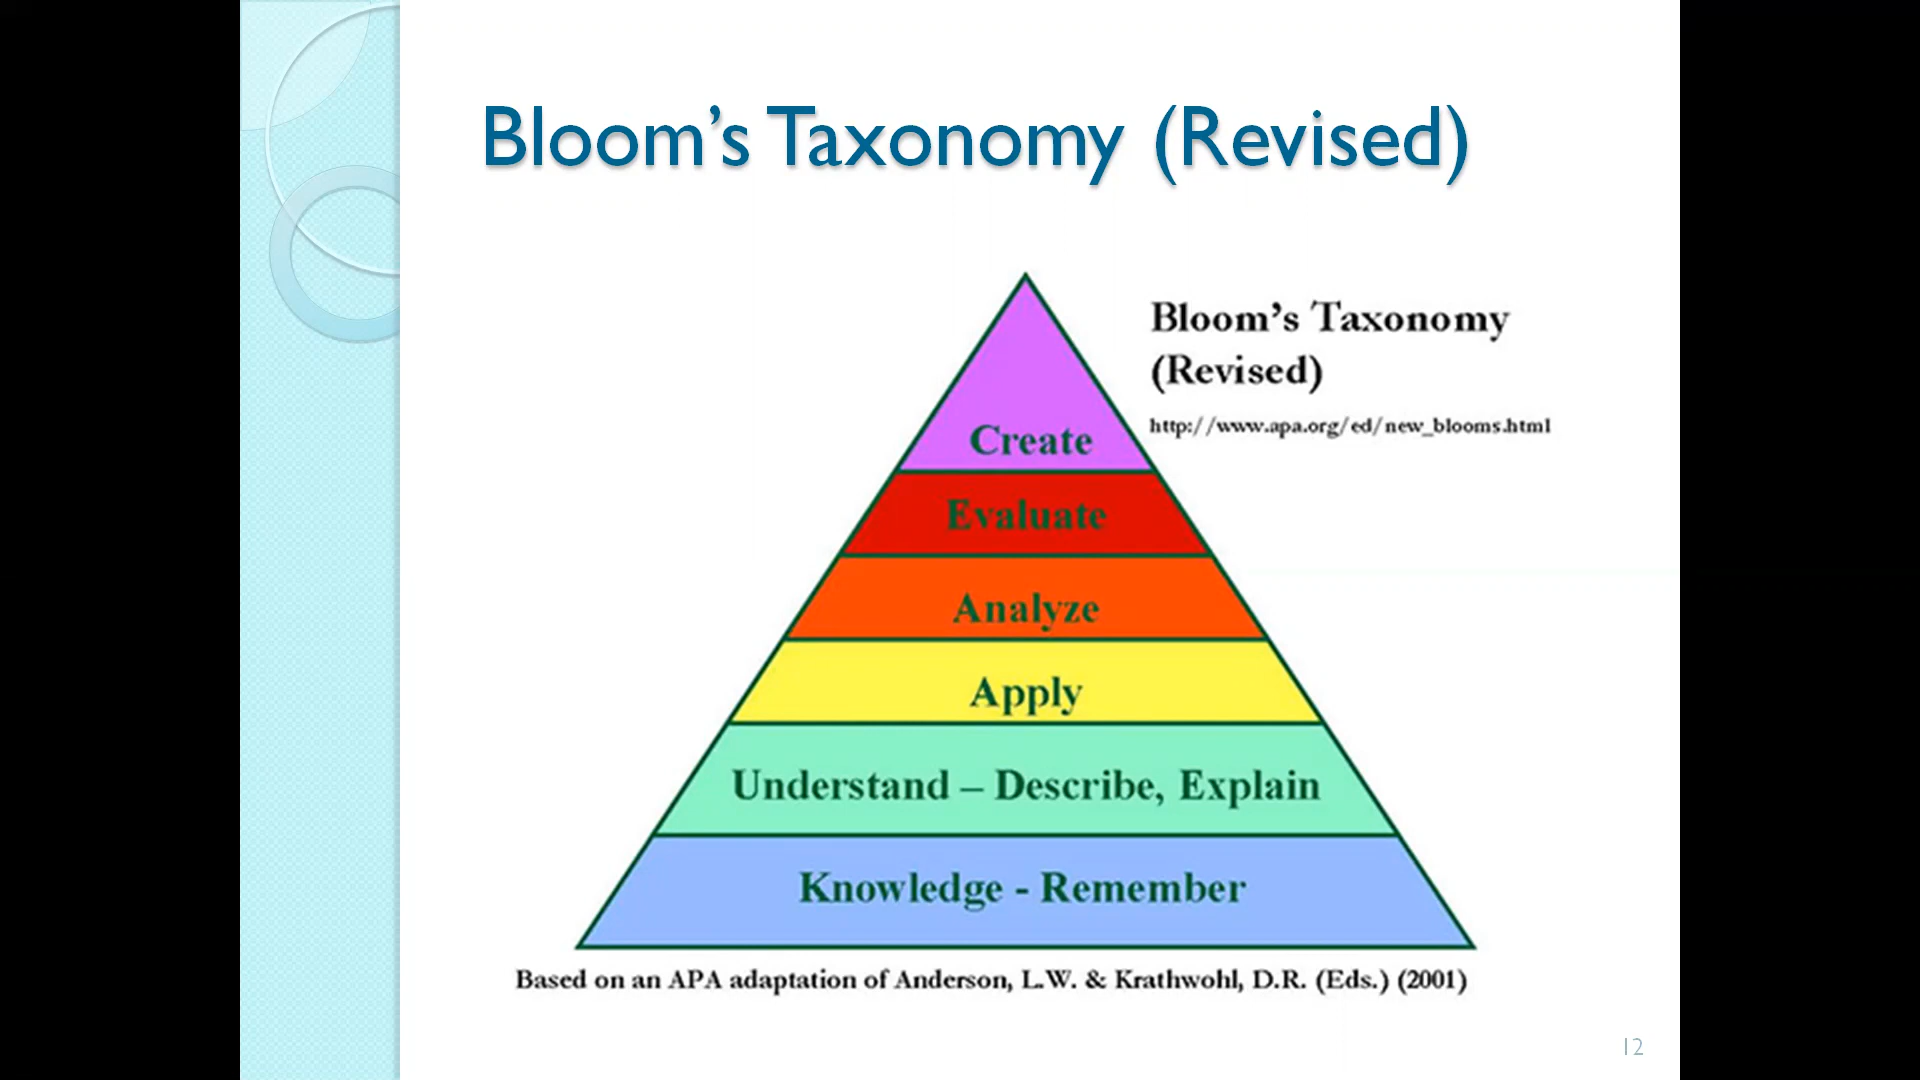 Bloom’s Taxonomy (Revised)
Bloom’s Taxonomy
(Revised)
http://www.apa.org/ed/new_blooms.html
Create
Evaluate
Analyze
Apply
Understand – Describe, Explain
Knowledge - Remember
Based on an APA adaptation of Anderson, L.W. & Krathwohl, D.R. (Eds.) (2001)
12